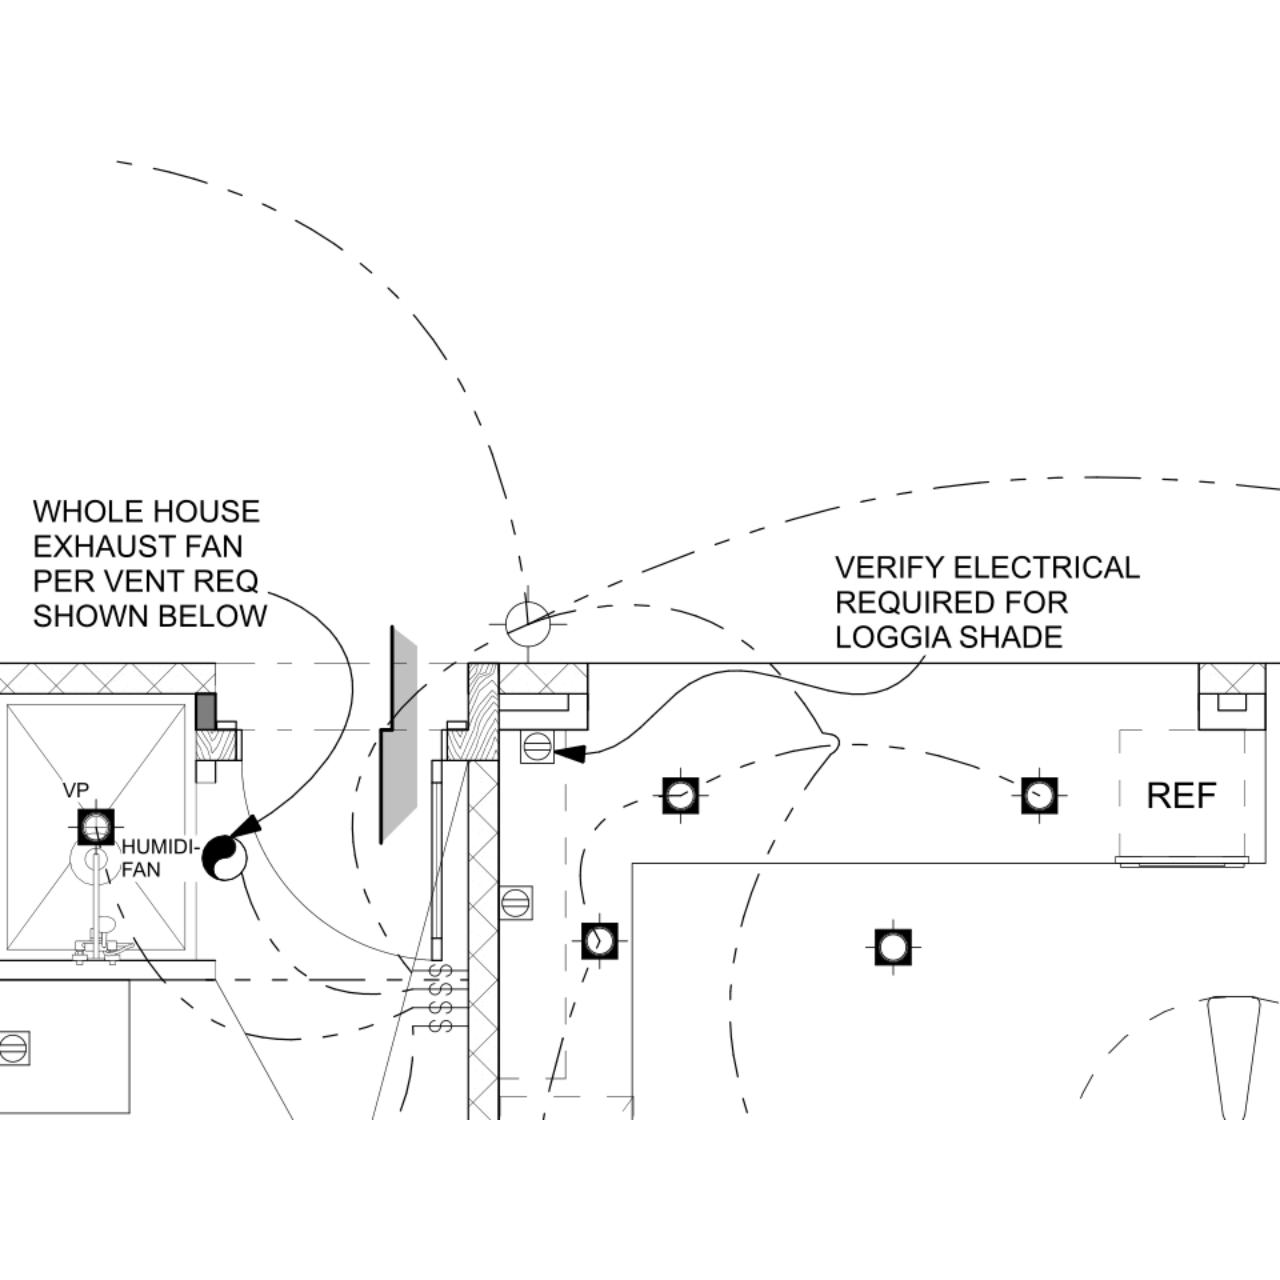 WHOLE HOUSE
EXHAUST FAN
PER VENT REQ
SHOWN BELOW
VERIFY ELECTRICAL
REQUIRED FOR
LOGGIA SHADE
VP
HUMIDI-
FAN
REF
S
S
S
S